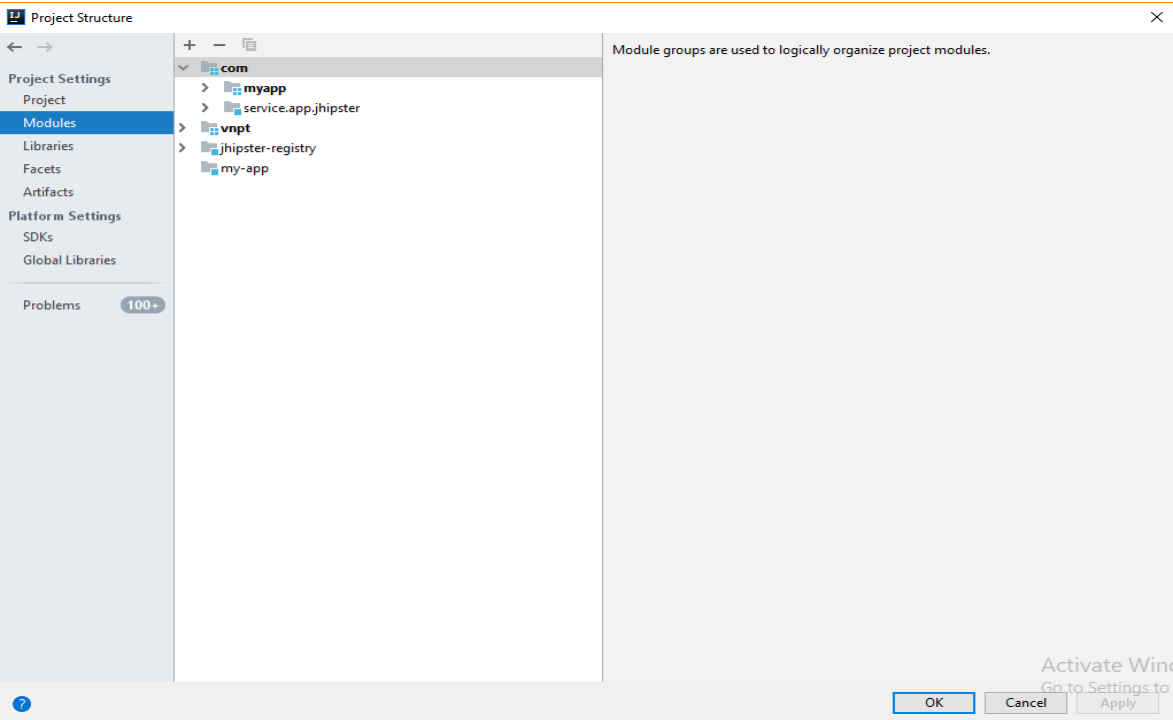 IJ Project Structure
Project Settings
Project
Modules
Libraries
Facets
Artifacts
Platform Settings
SDKs
Global Libraries
Problems 100+
com
myapp
service.app.jhipster
vnpt
jhipster-registry
my-app
Module groups are used to logically organize project modules.
Activate Wind
Go to Settings to
? OK Cancel Apply